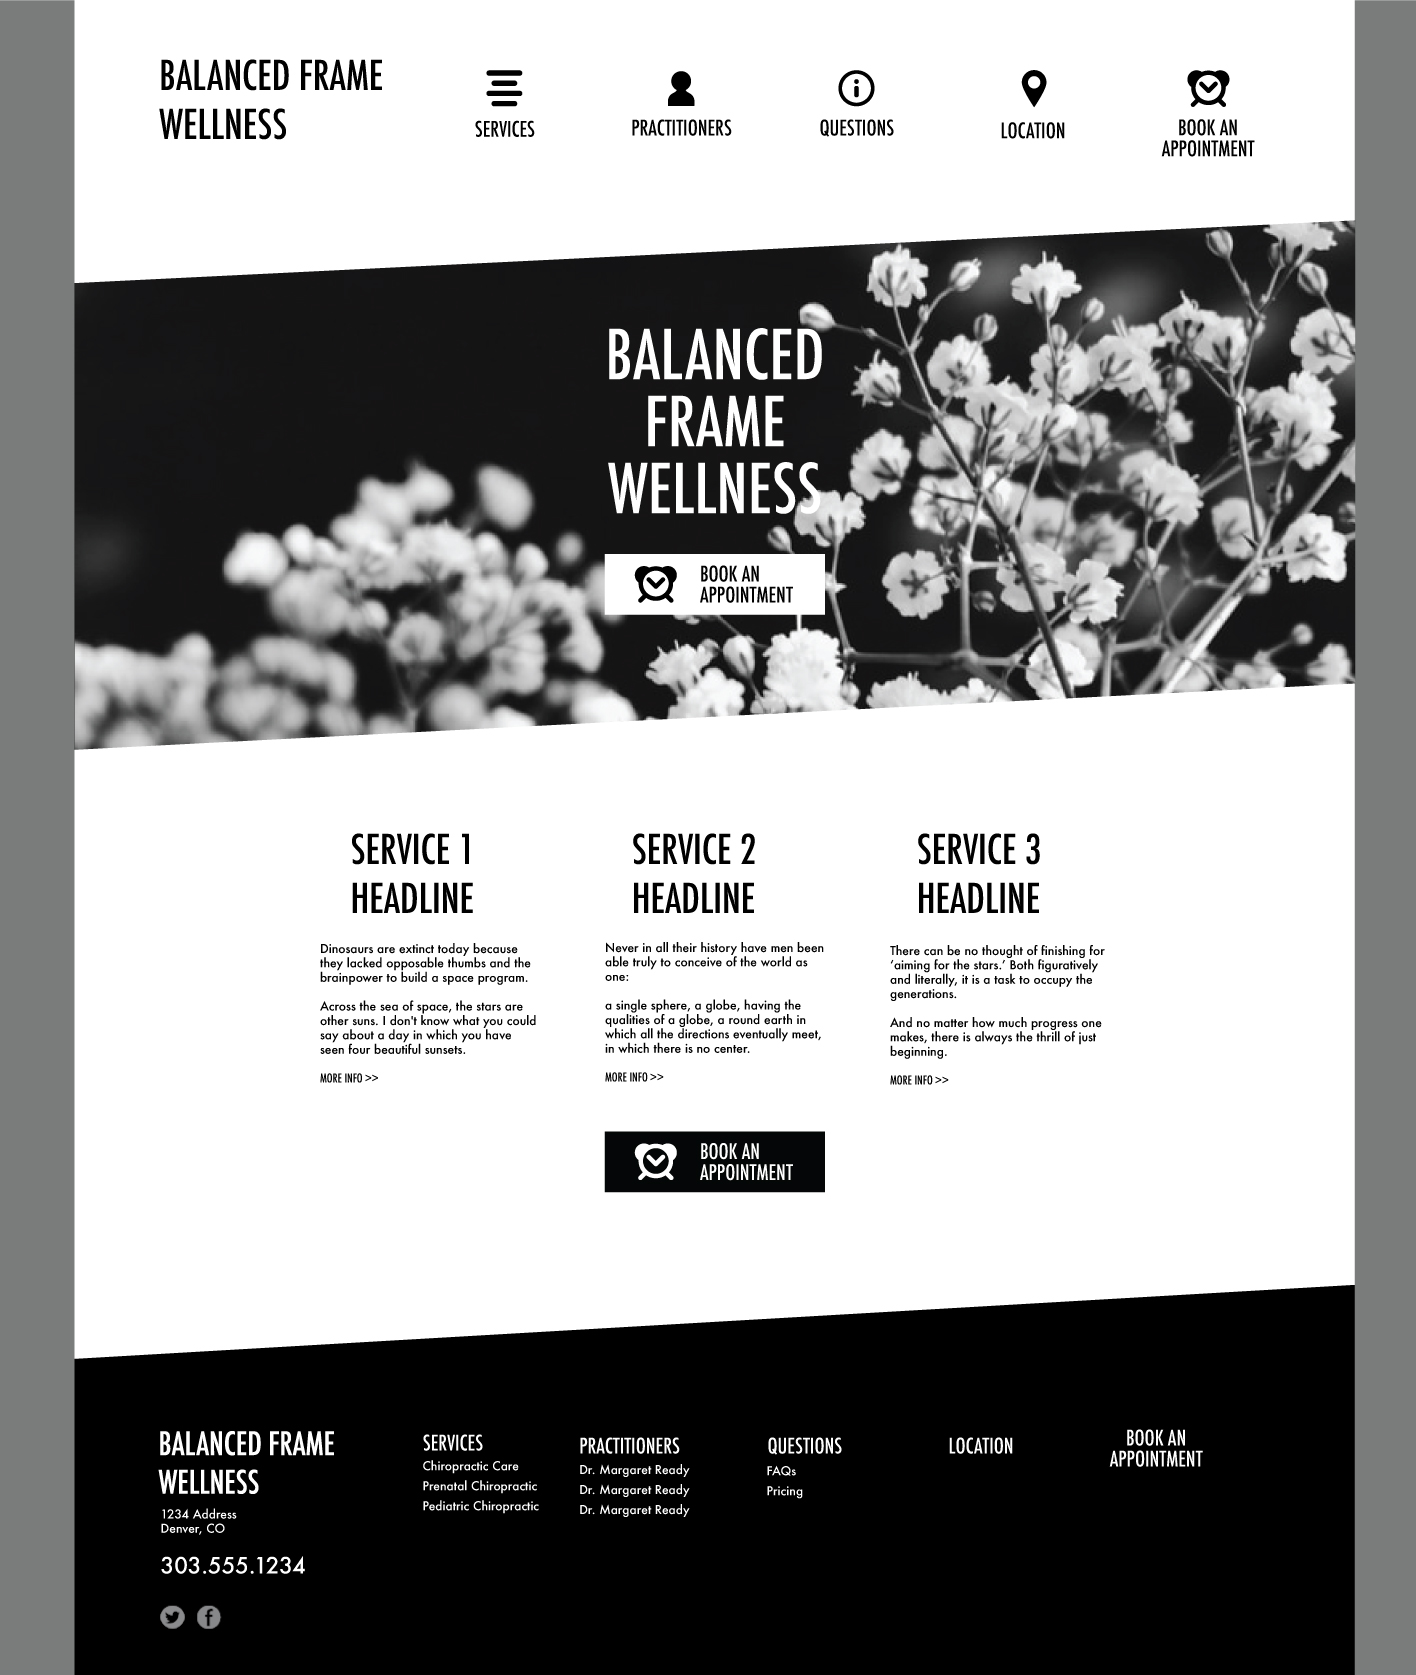 BALANCED FRAME
WELLNESS
SERVICES
PRACTITIONERS
QUESTIONS
LOCATION
BOOK AN
APPOINTMENT
BALANCED
FRAME
WELLNESS
BOOK AN
APPOINTMENT
SERVICE 1
HEADLINE
Dinosaurs are extinct today because
they lacked opposable thumbs and the
brainpower to build a space program.
Across the sea of space, the stars are
other suns. I don't know what you could
say about a day in which you have
seen four beautiful sunsets.
MORE INFO >>
SERVICE 2
HEADLINE
Never in all their history have men been
able truly to conceive of the world as
one:
a single sphere, a globe, having the
qualities of a globe, a round earth in
which all the directions eventually meet,
in which there is no center.
MORE INFO >>
SERVICE 3
HEADLINE
There can be no thought of finishing for
‘aiming for the stars.’ Both figuratively
and literally, it is a task to occupy the
generations.
And no matter how much progress one
makes, there is always the thrill of just
beginning.
MORE INFO >>
BOOK AN
APPOINTMENT
BALANCED FRAME
WELLNESS
1234 Address
Denver, CO
303.555.1234
SERVICES
Chiropractic Care
Prenatal Chiropractic
Pediatric Chiropractic
PRACTITIONERS
Dr. Margaret Ready
Dr. Margaret Ready
Dr. Margaret Ready
QUESTIONS
FAQs
Pricing
LOCATION
BOOK AN
APPOINTMENT